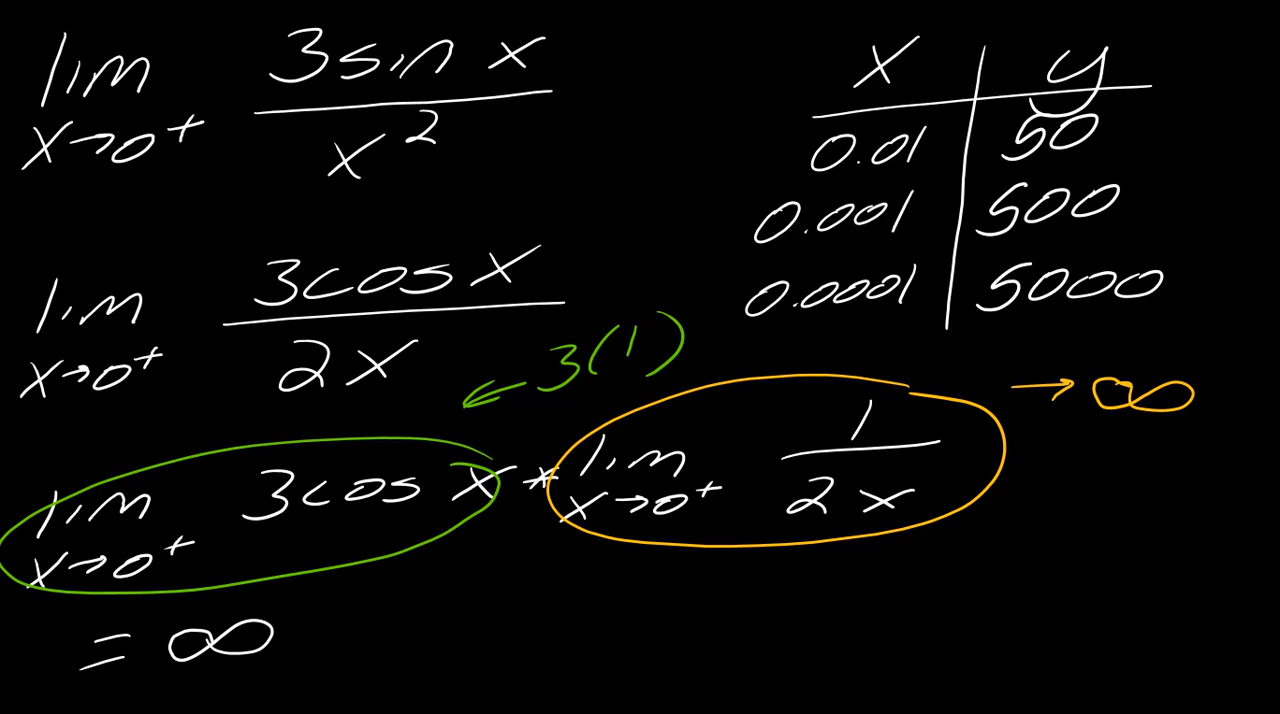 lim x→0⁺ 3sin x / x²
x | y
0.01 | 50
0.001 | 500
0.0001 | 5000
lim x→0⁺ 3cos x / 2x
← 3(1)
→ ∞
lim x→0⁺ 3cos x * lim x→0⁺ 1 / 2x
= ∞